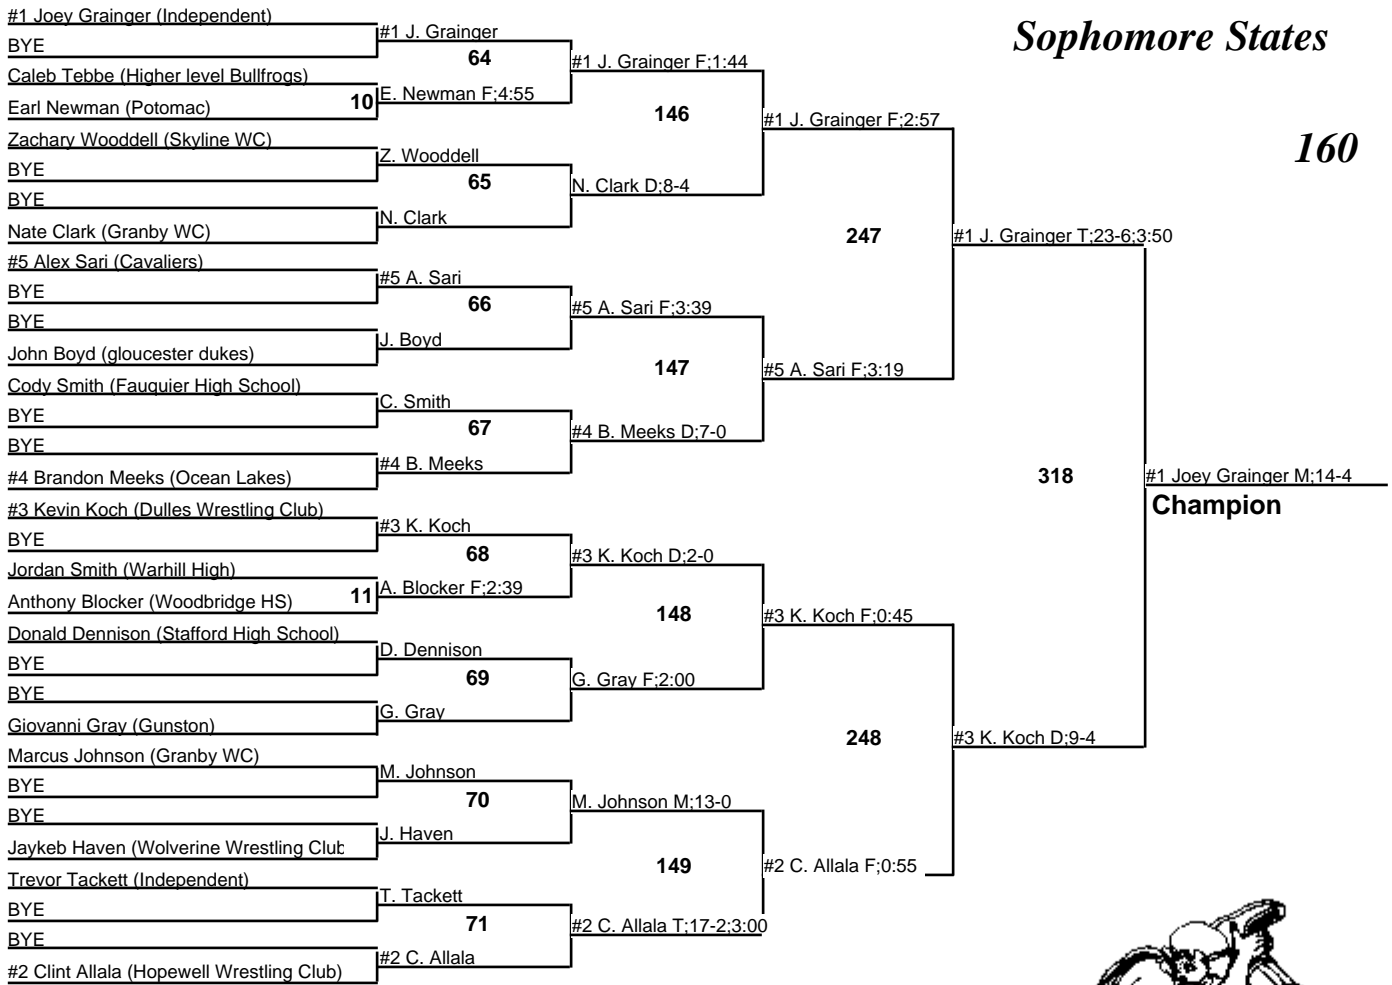 Sophomore States
160
#1 Joey Grainger (Independent)
BYE
Caleb Tebbe (Higher level Bullfrogs)
Earl Newman (Potomac)
Zachary Wooddell (Skyline WC)
BYE
BYE
Nate Clark (Granby WC)
#5 Alex Sari (Cavaliers)
BYE
BYE
John Boyd (gloucester dukes)
Cody Smith (Fauquier High School)
BYE
BYE
#4 Brandon Meeks (Ocean Lakes)
#3 Kevin Koch (Dulles Wrestling Club)
BYE
Jordan Smith (Warhill High)
Anthony Blocker (Woodbridge HS)
Donald Dennison (Stafford High School)
BYE
BYE
Giovanni Gray (Gunston)
Marcus Johnson (Granby WC)
BYE
BYE
Jaykeb Haven (Wolverine Wrestling Club
Trevor Tackett (Independent)
BYE
BYE
#2 Clint Allala (Hopewell Wrestling Club)
10
11
#1 J. Grainger
64
E. Newman F;4:55
Z. Wooddell
65
N. Clark
#5 A. Sari
66
J. Boyd
C. Smith
67
#4 B. Meeks
#3 K. Koch
68
A. Blocker F;2:39
D. Dennison
69
G. Gray
M. Johnson
70
J. Haven
T. Tackett
71
#2 C. Allala
#1 J. Grainger F;1:44
146
N. Clark D;8-4
#5 A. Sari F;3:39
147
#4 B. Meeks D;7-0
#3 K. Koch D;2-0
148
G. Gray F;2:00
M. Johnson M;13-0
149
#2 C. Allala T;17-2;3:00
#1 J. Grainger F;2:57
247
#5 A. Sari F;3:19
#3 K. Koch F;0:45
248
#2 C. Allala F;0:55
#1 J. Grainger T;23-6;3:50
318
#3 K. Koch D;9-4
#1 Joey Grainger M;14-4
Champion